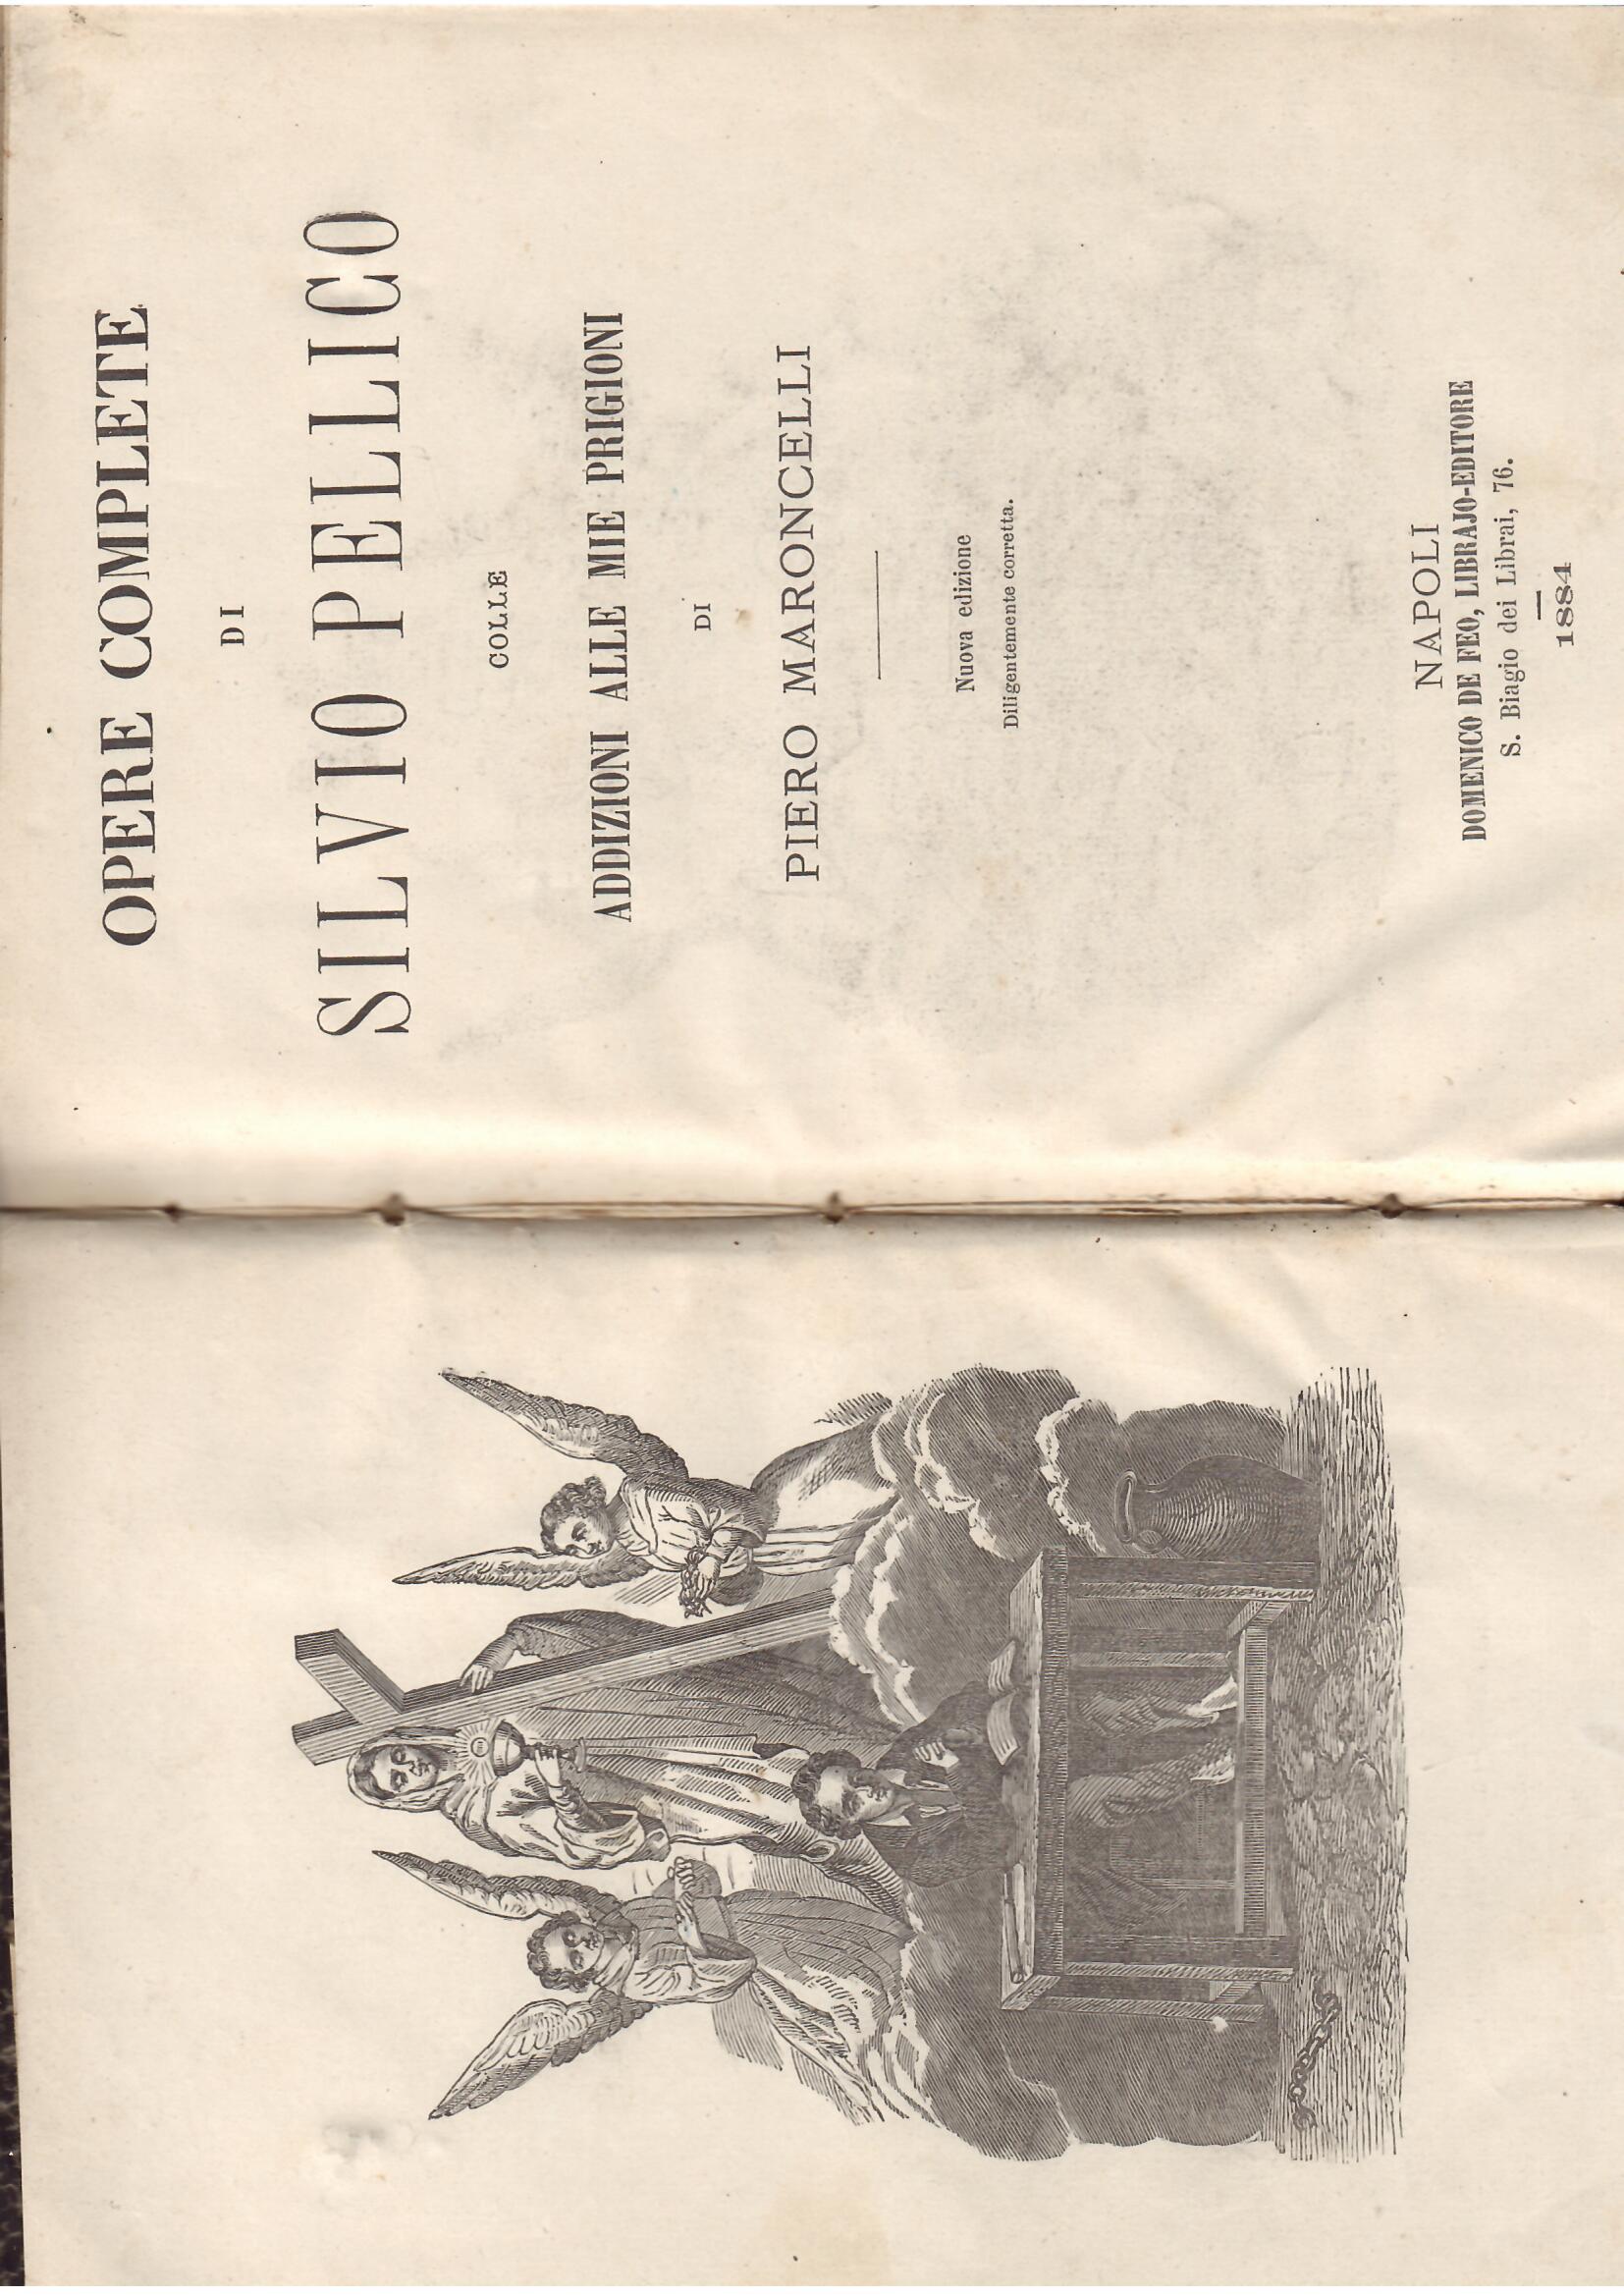 OPERE COMPLETE
DI
SILVIO PELLICO
COLLE
ADDIZIONI ALLE MIE PRIGIONI
DI
PIERO MARONCELLI
Nuova edizione
Diligentemente corretta.
NAPOLI
DOMENICO DE FEO, LIBRAJO-EDITORE
S. Biagio dei Librai, 76.
1884